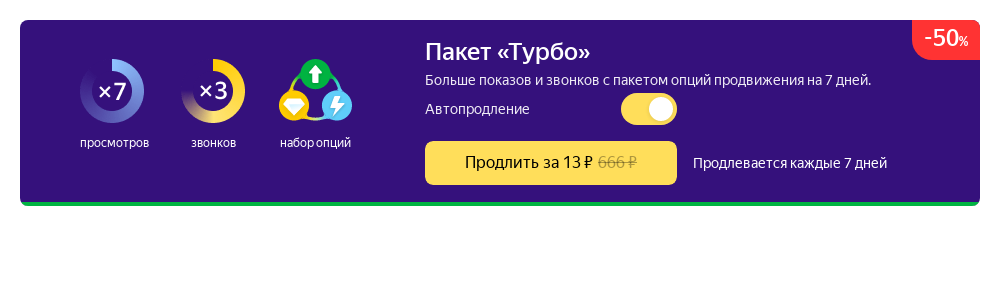 -50%
Пакет «Турбо»
Больше показов и звонков с пакетом опций продвижения на 7 дней.
×7
×3
просмотров
звонков
набор опций
Автопродление
Продлить за 13 ₽ 666 ₽
Продлевается каждые 7 дней